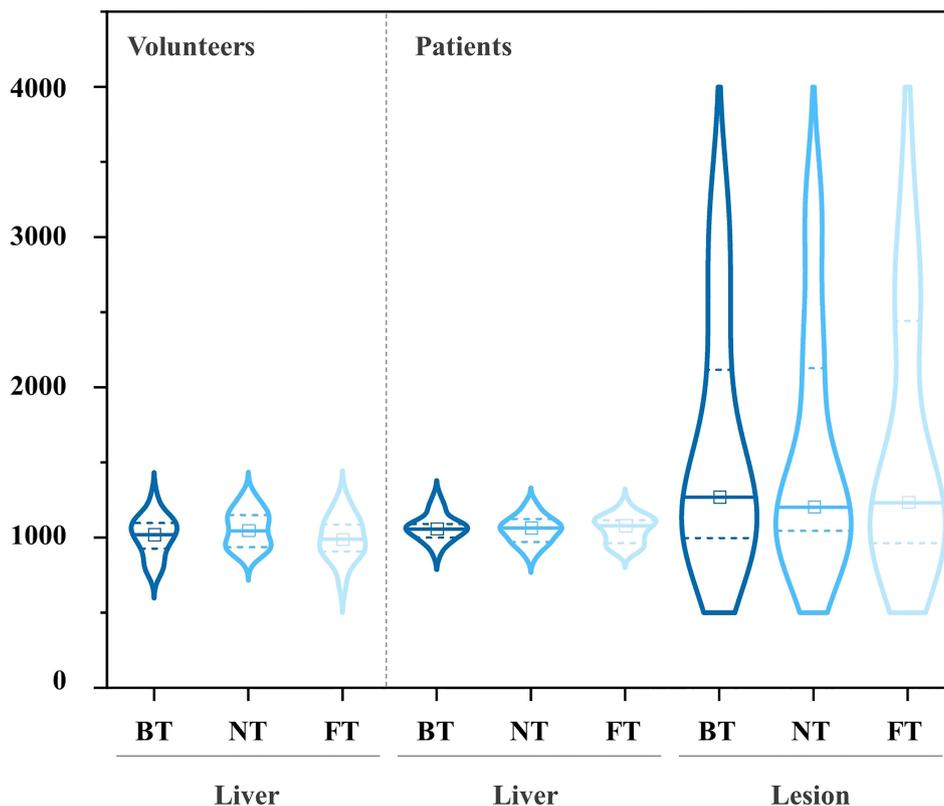 Volunteers Patients
4000
3000
2000
1000
0
BT NT FT BT NT FT BT NT FT
Liver Liver Lesion